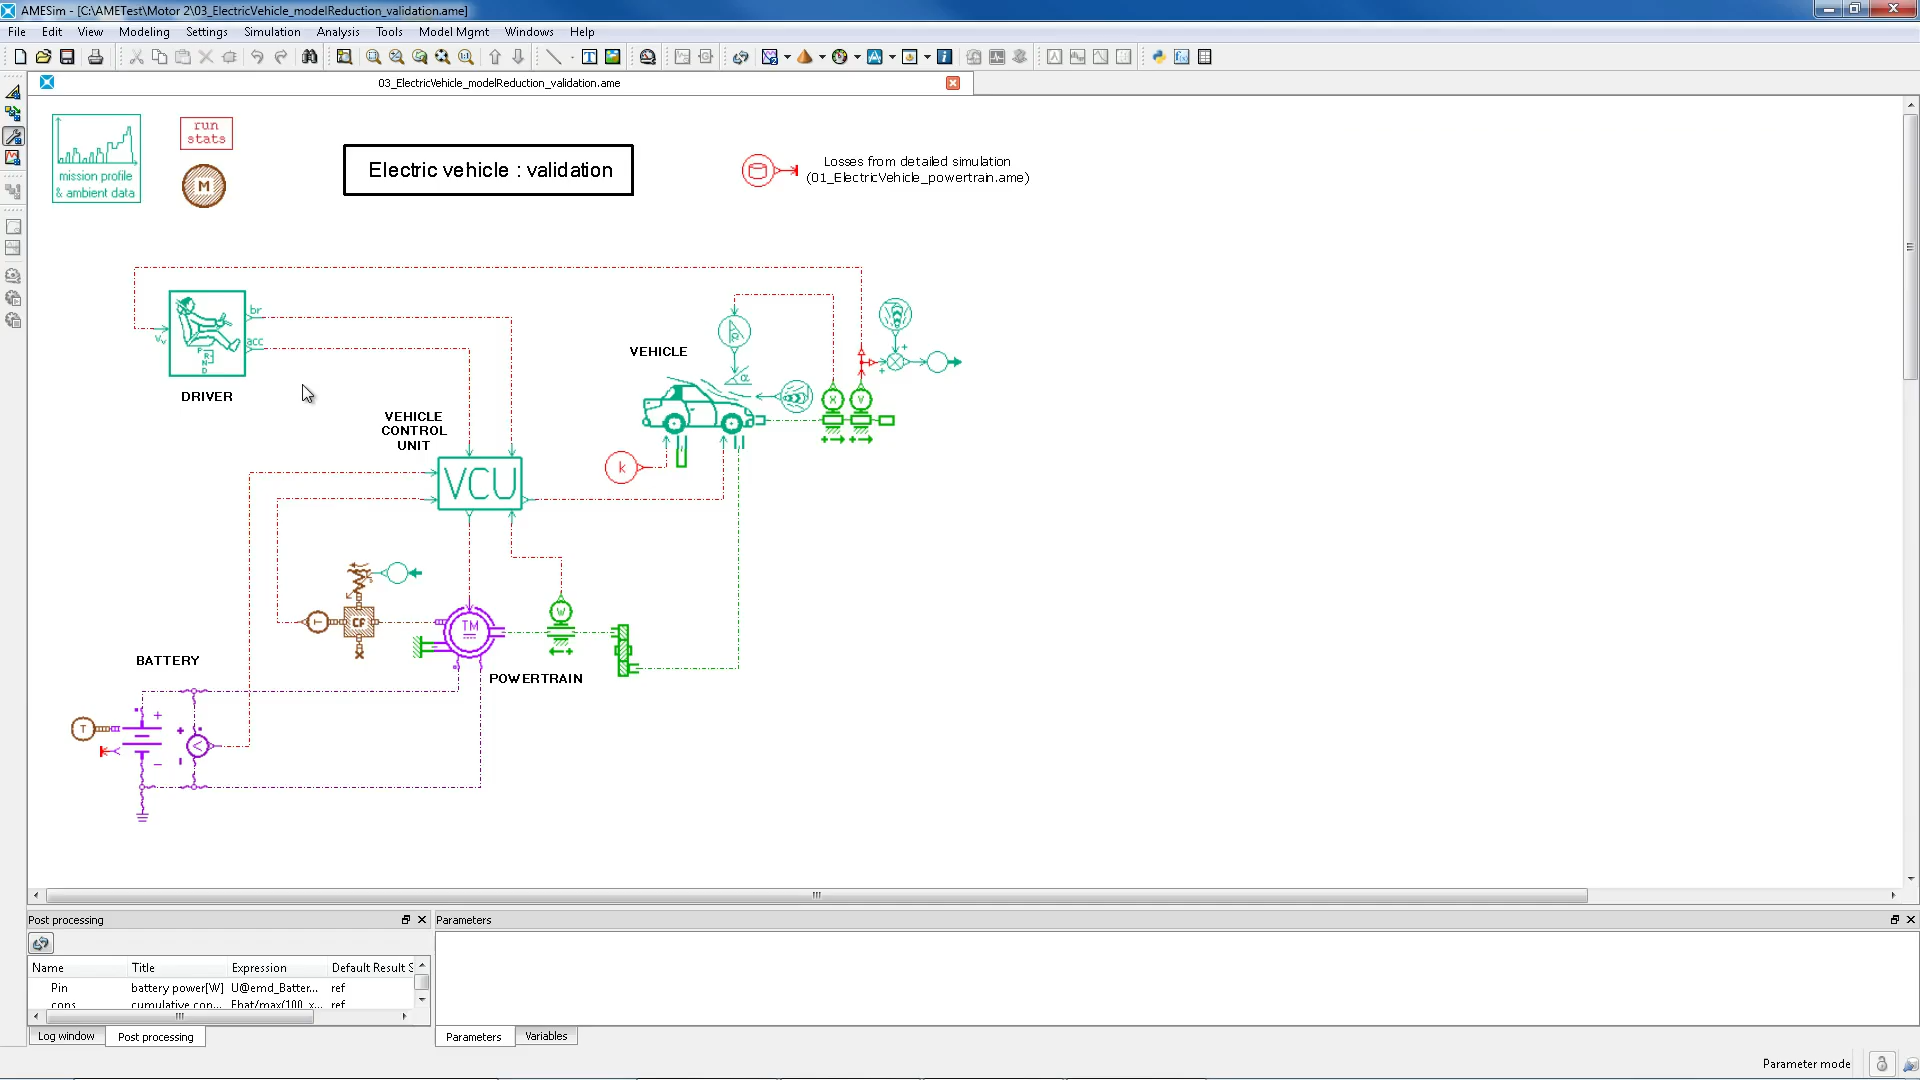 AMESim - [C:\AMETest\Motor 2\03_ElectricVehicle_modelReduction_validation.ame]
File Edit View Modeling Settings Simulation Analysis Tools Model Mgmt Windows Help
03_ElectricVehicle_modelReduction_validation.ame
mission profile
& ambient data
run
stats
M
Electric vehicle : validation
Losses from detailed simulation
(01_ElectricVehicle_powertrain.ame)
br
acc
Vv
P
R
N
D
DRIVER
VEHICLE
α
X
V
VEHICLE
CONTROL
UNIT
VCU
k
T
CF
TM
W
POWERTRAIN
BATTERY
T
Post processing
Name Title Expression Default Result S
Pin battery power[W] U@emd_Batter... ref
cons cumulative con... Ebat/max(100, x... ref
Log window Post processing
Parameters
Parameters Variables
Parameter mode